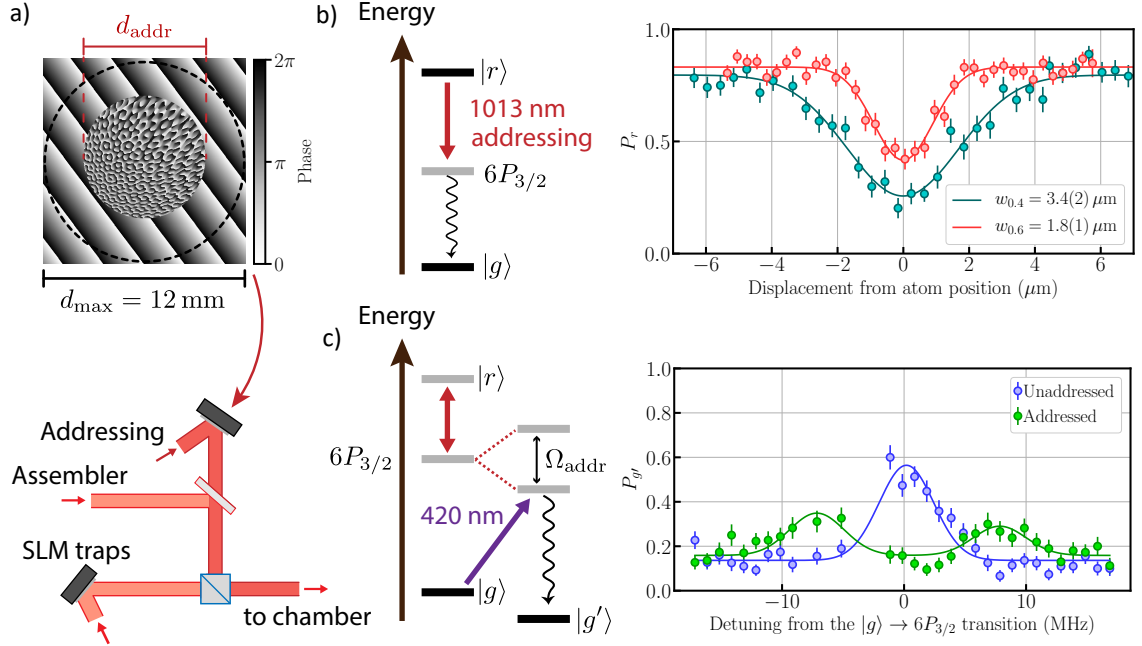 a)
d_addr
2π
π
0
Phase
d_max = 12 mm
Addressing
Assembler
SLM traps
to chamber
b)
Energy
|r⟩
1013 nm
addressing
6P_3/2
|g⟩
1.0
0.5
0.0
P_r
−6
−4
−2
0
2
4
6
Displacement from atom position (μm)
w_0.4 = 3.4(2) μm
w_0.6 = 1.8(1) μm
c)
Energy
|r⟩
6P_3/2
Ω_addr
420 nm
|g⟩
|g′⟩
1.0
0.8
0.6
0.4
0.2
0.0
P_g′
−10
0
10
Detuning from the |g⟩ → 6P_3/2 transition (MHz)
Unaddressed
Addressed